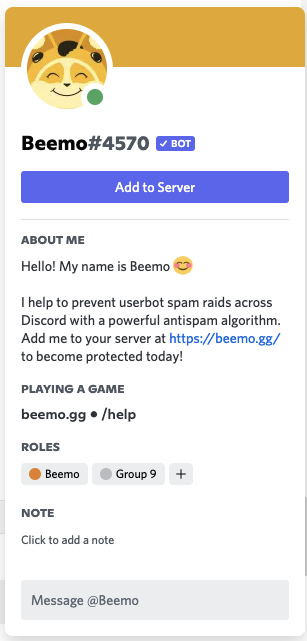 Beemo#4570 ✓ BOT
Add to Server
ABOUT ME
Hello! My name is Beemo 😊
I help to prevent userbot spam raids across
Discord with a powerful antispam algorithm.
Add me to your server at https://beemo.gg/
to become protected today!
PLAYING A GAME
beemo.gg • /help
ROLES
Beemo Group 9 +
NOTE
Click to add a note
Message @Beemo